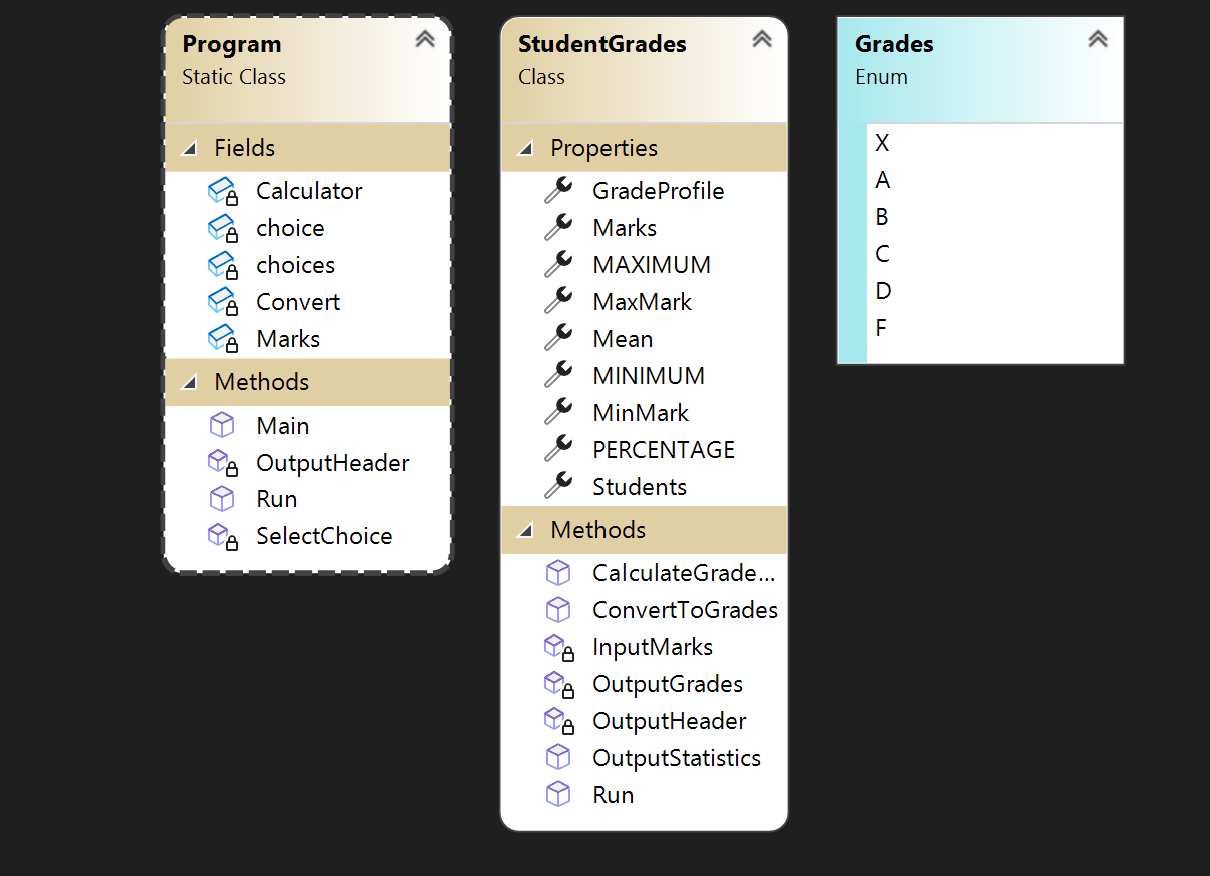 Program
Static Class
Fields
Calculator
choice
choices
Convert
Marks
Methods
Main
OutputHeader
Run
SelectChoice
StudentGrades
Class
Properties
GradeProfile
Marks
MAXIMUM
MaxMark
Mean
MINIMUM
MinMark
PERCENTAGE
Students
Methods
CalculateGrade...
ConvertToGrades
InputMarks
OutputGrades
OutputHeader
OutputStatistics
Run
Grades
Enum
X
A
B
C
D
F